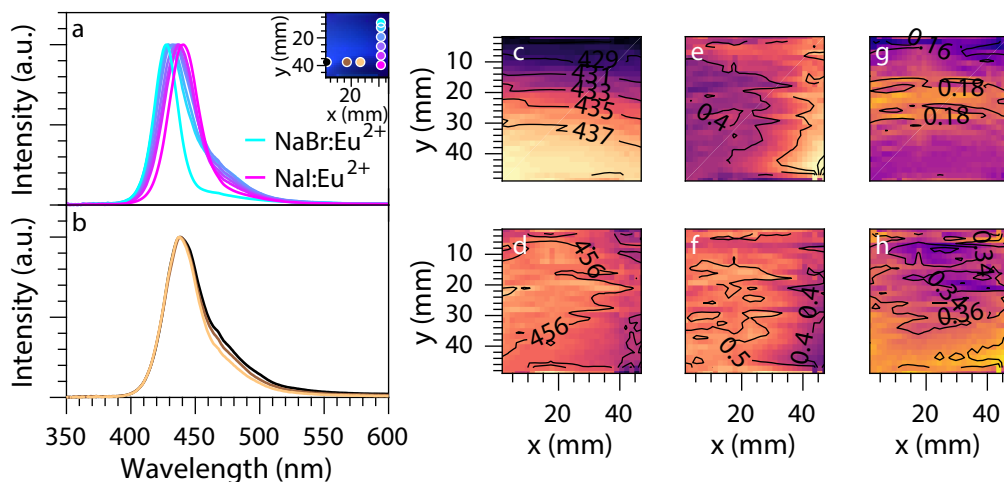 a
Intensity (a.u.)
y (mm)
20
40
20
x (mm)
NaBr:Eu2+
NaI:Eu2+
b
Intensity (a.u.)
350 400 450 500 550 600
Wavelength (nm)
c
429
431
433
435
437
y (mm)
10
20
30
40
e
0.4
g
0.16
0.18
0.18
d
456
456
y (mm)
10
20
30
40
20 40
x (mm)
f
0.4
0.4
0.5
20 40
x (mm)
h
0.34
0.34
0.36
20 40
x (mm)